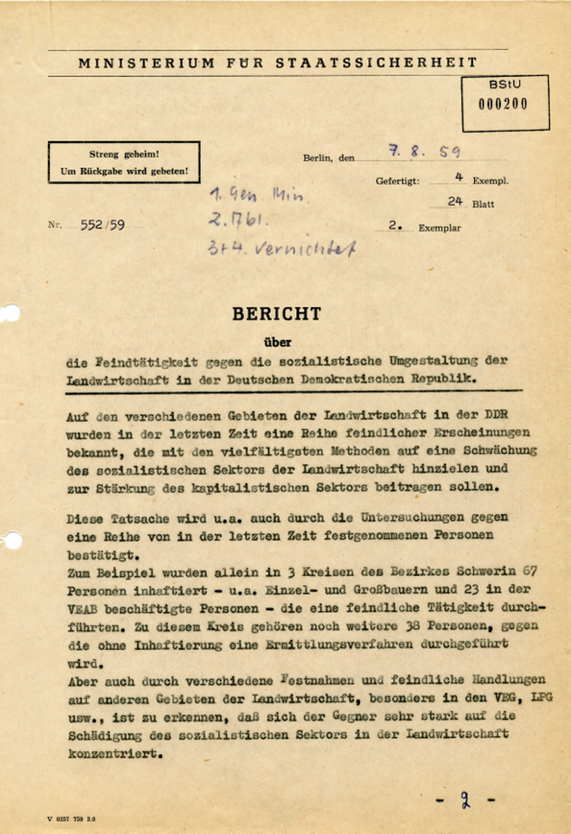 MINISTERIUM FÜR STAATSSICHERHEIT
BStU
000200
Streng geheim!
Um Rückgabe wird gebeten!
Berlin, den 7. 8. 59
Gefertigt: 4 Exempl.
24 Blatt
Nr. 552/59
2. Exemplar
1. Gen. Min.
2. Abl.
3+4. vernichtet
BERICHT
über
die Feindtätigkeit gegen die sozialistische Umgestaltung der
Landwirtschaft in der Deutschen Demokratischen Republik.
Auf den verschiedenen Gebieten der Landwirtschaft in der DDR
wurden in der letzten Zeit eine Reihe feindlicher Erscheinungen
bekannt, die mit den vielfältigsten Methoden auf eine Schwächung
des sozialistischen Sektors der Landwirtschaft hinzielen und
zur Stärkung des kapitalistischen Sektors beitragen sollen.
Diese Tatsache wird u.a. auch durch die Untersuchungen gegen
eine Reihe von in der letzten Zeit festgenommenen Personen
bestätigt.
Zum Beispiel wurden allein in 3 Kreisen des Bezirkes Schwerin 67
Personen inhaftiert - u.a. Einzel- und Großbauern und 23 in der
VEAB beschäftigte Personen - die eine feindliche Tätigkeit durch-
führten. Zu diesem Kreis gehören noch weitere 38 Personen, gegen
die ohne Inhaftierung eine Ermittlungsverfahren durchgeführt
wird.
Aber auch durch verschiedene Festnahmen und feindliche Handlungen
auf anderen Gebieten der Landwirtschaft, besonders in den VEG, LPG
usw., ist zu erkennen, daß sich der Gegner sehr stark auf die
Schädigung des sozialistischen Sektors in der Landwirtschaft
konzentriert.
- 2 -
V 0257 750 3.0